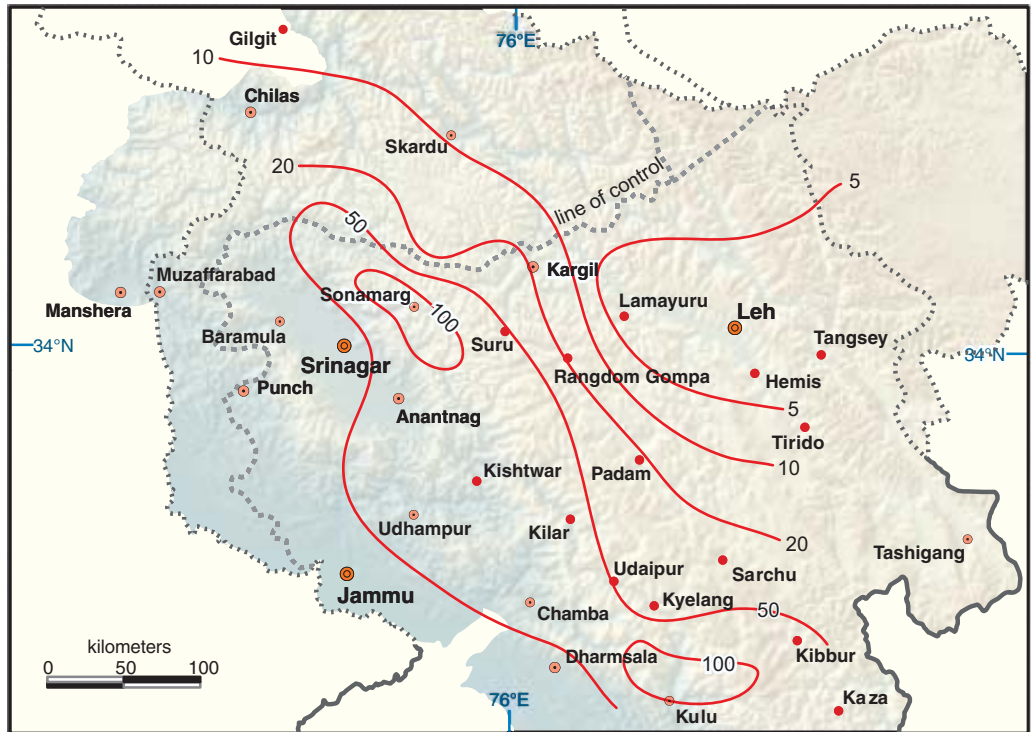 Gilgit
76°E
10
Chilas
Skardu
20
5
line of control
50
Kargil
Muzaffarabad
Manshera
Sonamarg
100
Lamayuru
Leh
Baramula
34°N
Srinagar
Suru
Tangsey
34°N
Rangdom Gompa
Hemis
Punch
Anantnag
5
Tirido
Kishtwar
Padam
10
Udhampur
Kilar
20
Tashigang
Jammu
Udaipur
Sarchu
Chamba
Kyelang
50
kilometers
0 50 100
Dharmsala
100
Kibbur
76°E
Kulu
Kaza